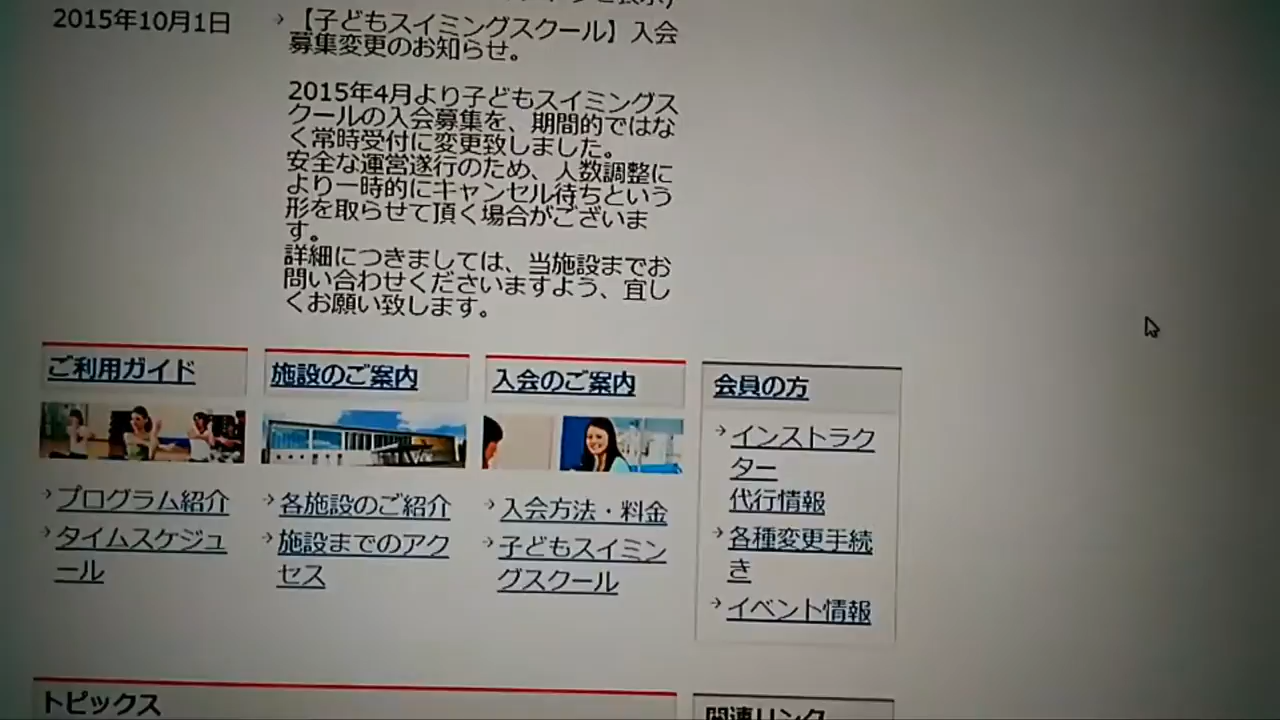 2015年10月1日
【子どもスイミングスクール】入会
募集変更のお知らせ。
2015年4月より子どもスイミングス
クールの入会募集を、期間的ではな
く常時受付に変更致しました。
安全な運営遂行のため、人数調整に
より一時的にキャンセル待ちという
形を取らせて頂く場合がございま
す。
詳細につきましては、当施設までお
問い合わせくださいますよう、宜し
くお願い致します。
ご利用ガイド
プログラム紹介
タイムスケジュ
ール
施設のご案内
各施設のご紹介
施設までのアク
セス
入会のご案内
入会方法・料金
子どもスイミン
グスクール
会員の方
インストラク
ター
代行情報
各種変更手続
き
イベント情報
トピックス
関連リンク